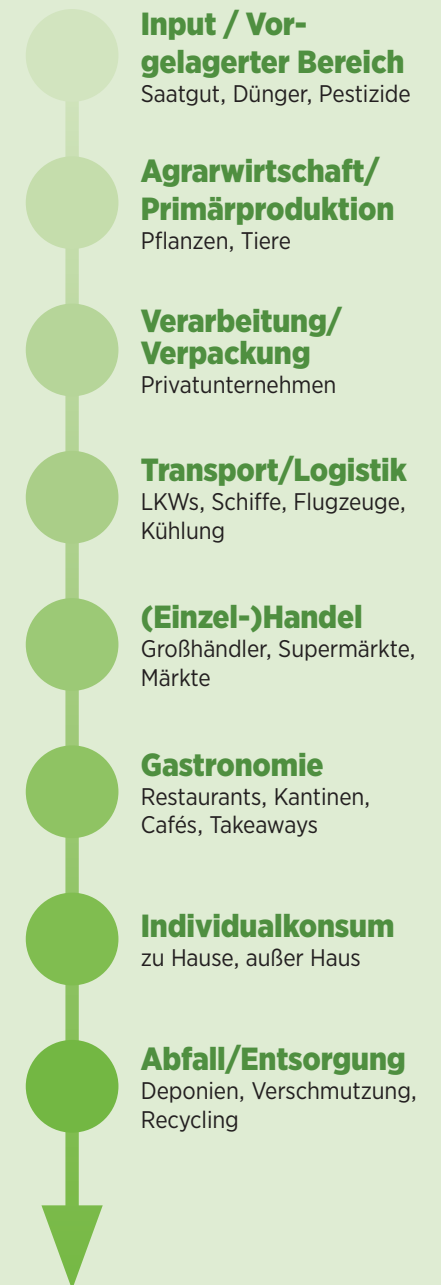 Input / Vor-
gelagerter Bereich
Saatgut, Dünger, Pestizide
Agrarwirtschaft/
Primärproduktion
Pflanzen, Tiere
Verarbeitung/
Verpackung
Privatunternehmen
Transport/Logistik
LKWs, Schiffe, Flugzeuge,
Kühlung
(Einzel-)Handel
Großhändler, Supermärkte,
Märkte
Gastronomie
Restaurants, Kantinen,
Cafés, Takeaways
Individualkonsum
zu Hause, außer Haus
Abfall/Entsorgung
Deponien, Verschmutzung,
Recycling